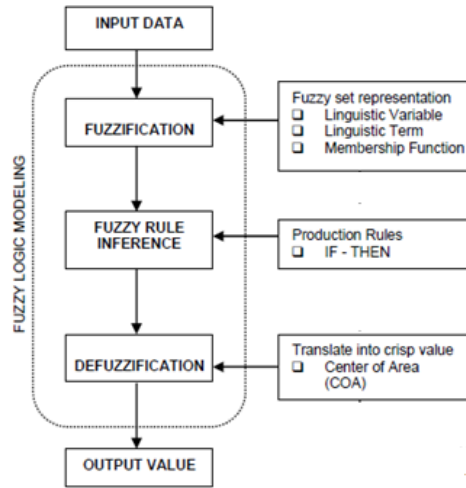 INPUT DATA
FUZZY LOGIC MODELING
FUZZIFICATION
Fuzzy set representation
❑ Linguistic Variable
❑ Linguistic Term
❑ Membership Function
FUZZY RULE
INFERENCE
Production Rules
❑ IF - THEN
DEFUZZIFICATION
Translate into crisp value
❑ Center of Area
(COA)
OUTPUT VALUE